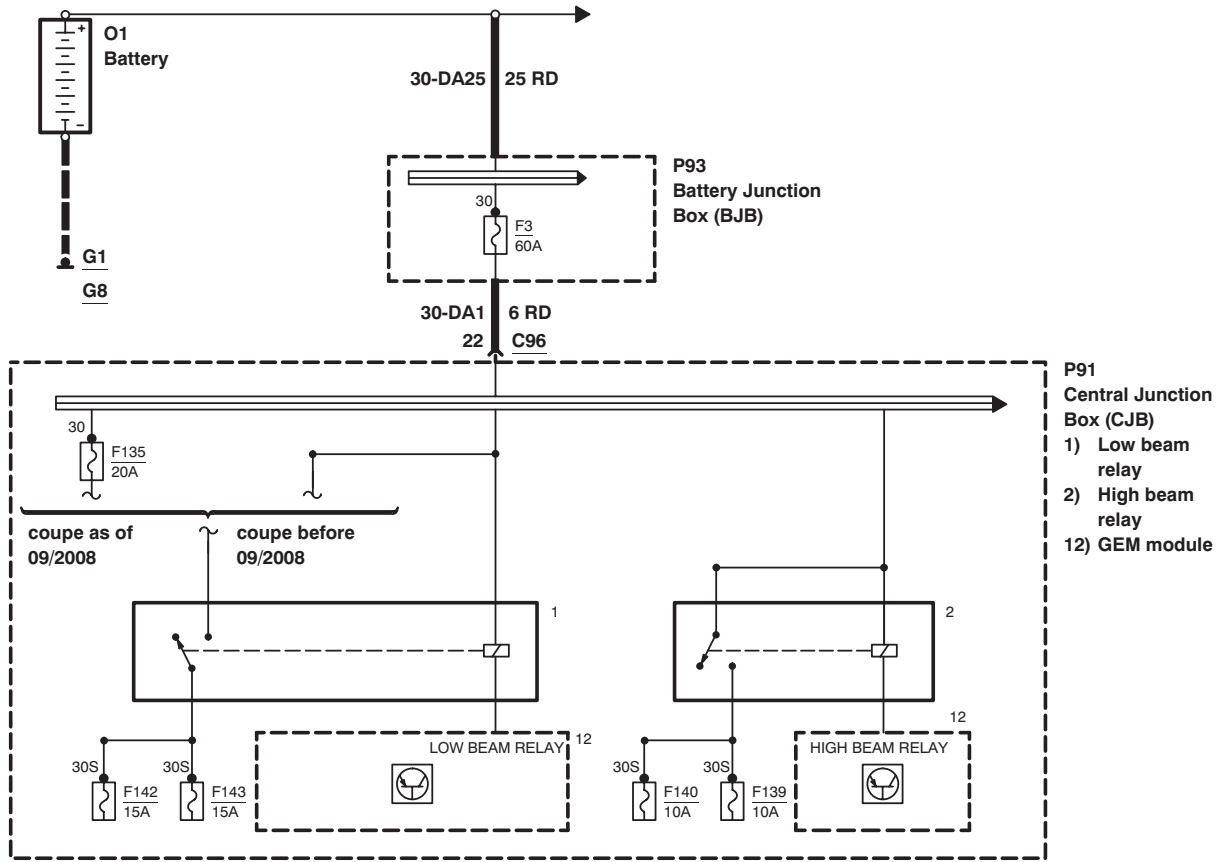 +
O1
Battery
−
30-DA25 25 RD
P93
Battery Junction
Box (BJB)
30
F3
60A
G1
G8
30-DA1 6 RD
22 C96
P91
Central Junction
Box (CJB)
1) Low beam
relay
2) High beam
relay
12) GEM module
30
F135
20A
coupe as of
09/2008
coupe before
09/2008
1
2
LOW BEAM RELAY
12
HIGH BEAM RELAY
12
30S
F142
15A
30S
F143
15A
30S
F140
10A
30S
F139
10A